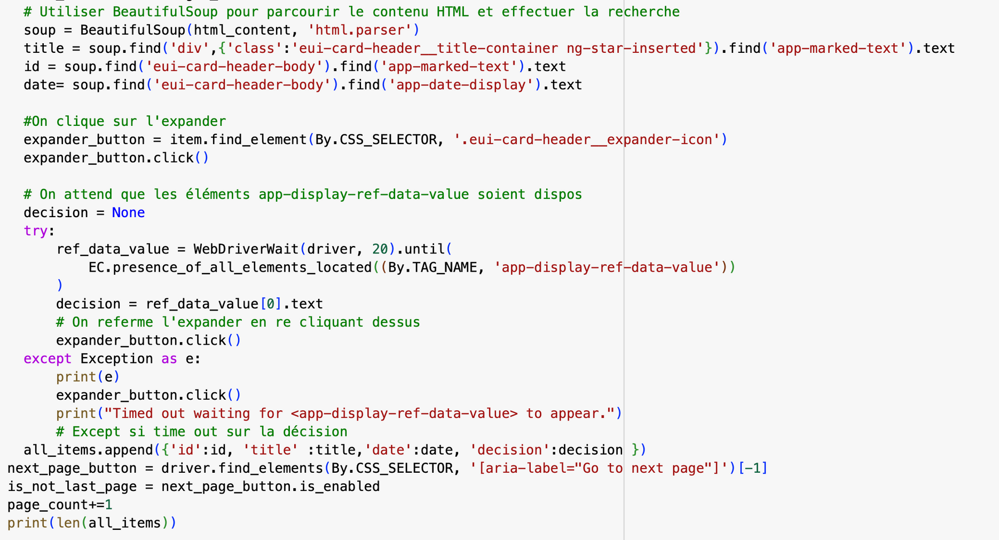 # Utiliser BeautifulSoup pour parcourir le contenu HTML et effectuer la recherche
soup = BeautifulSoup(html_content, 'html.parser')
title = soup.find('div',{'class':'eui-card-header__title-container ng-star-inserted'}).find('app-marked-text').text
id = soup.find('eui-card-header-body').find('app-marked-text').text
date= soup.find('eui-card-header-body').find('app-date-display').text
#On clique sur l'expander
expander_button = item.find_element(By.CSS_SELECTOR, '.eui-card-header__expander-icon')
expander_button.click()
# On attend que les éléments app-display-ref-data-value soient dispos
decision = None
try:
ref_data_value = WebDriverWait(driver, 20).until(
EC.presence_of_all_elements_located((By.TAG_NAME, 'app-display-ref-data-value'))
)
decision = ref_data_value[0].text
# On referme l'expander en re cliquant dessus
expander_button.click()
except Exception as e:
print(e)
expander_button.click()
print("Timed out waiting for <app-display-ref-data-value> to appear.")
# Except si time out sur la décision
all_items.append({'id':id, 'title' :title,'date':date, 'decision':decision })
next_page_button = driver.find_elements(By.CSS_SELECTOR, '[aria-label="Go to next page"]')[-1]
is_not_last_page = next_page_button.is_enabled
page_count+=1
print(len(all_items))